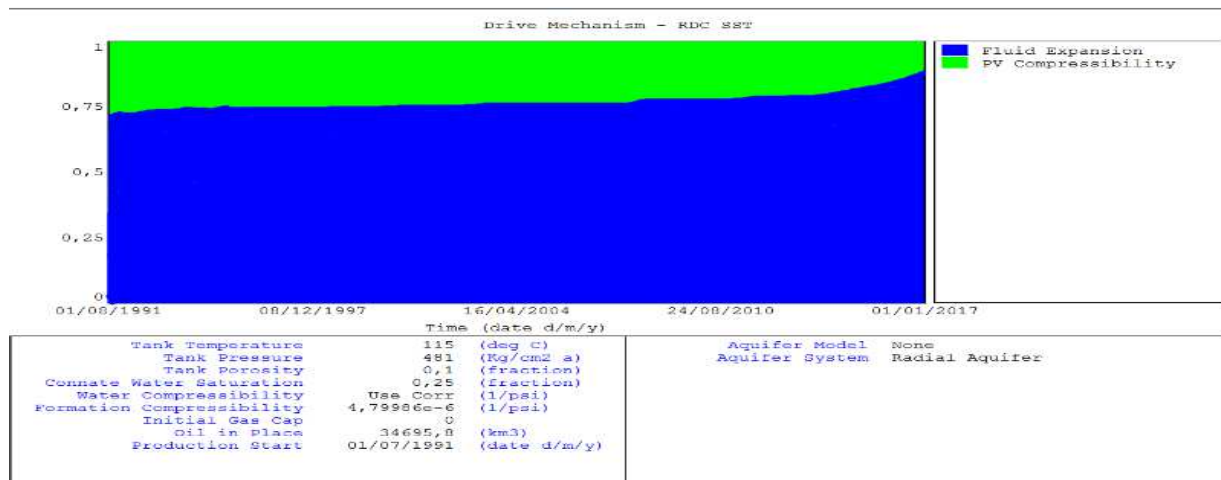 Drive Mechanism - RDC SST
Fluid Expansion
PV Compressibility
1
0,75
0,5
0,25
0
01/08/1991 08/12/1997 16/04/2004 24/08/2010 01/01/2017
Time (date d/m/y)
Tank Temperature 115 (deg C)
Tank Pressure 481 (Kg/cm2 a)
Tank Porosity 0,1 (fraction)
Connate Water Saturation 0,25 (fraction)
Water Compressibility Use Corr (1/psi)
Formation Compressibility 4,79986e-6 (1/psi)
Initial Gas Cap 0
Oil in Place 34695,8 (km3)
Production Start 01/07/1991 (date d/m/y)
Aquifer Model None
Aquifer System Radial Aquifer